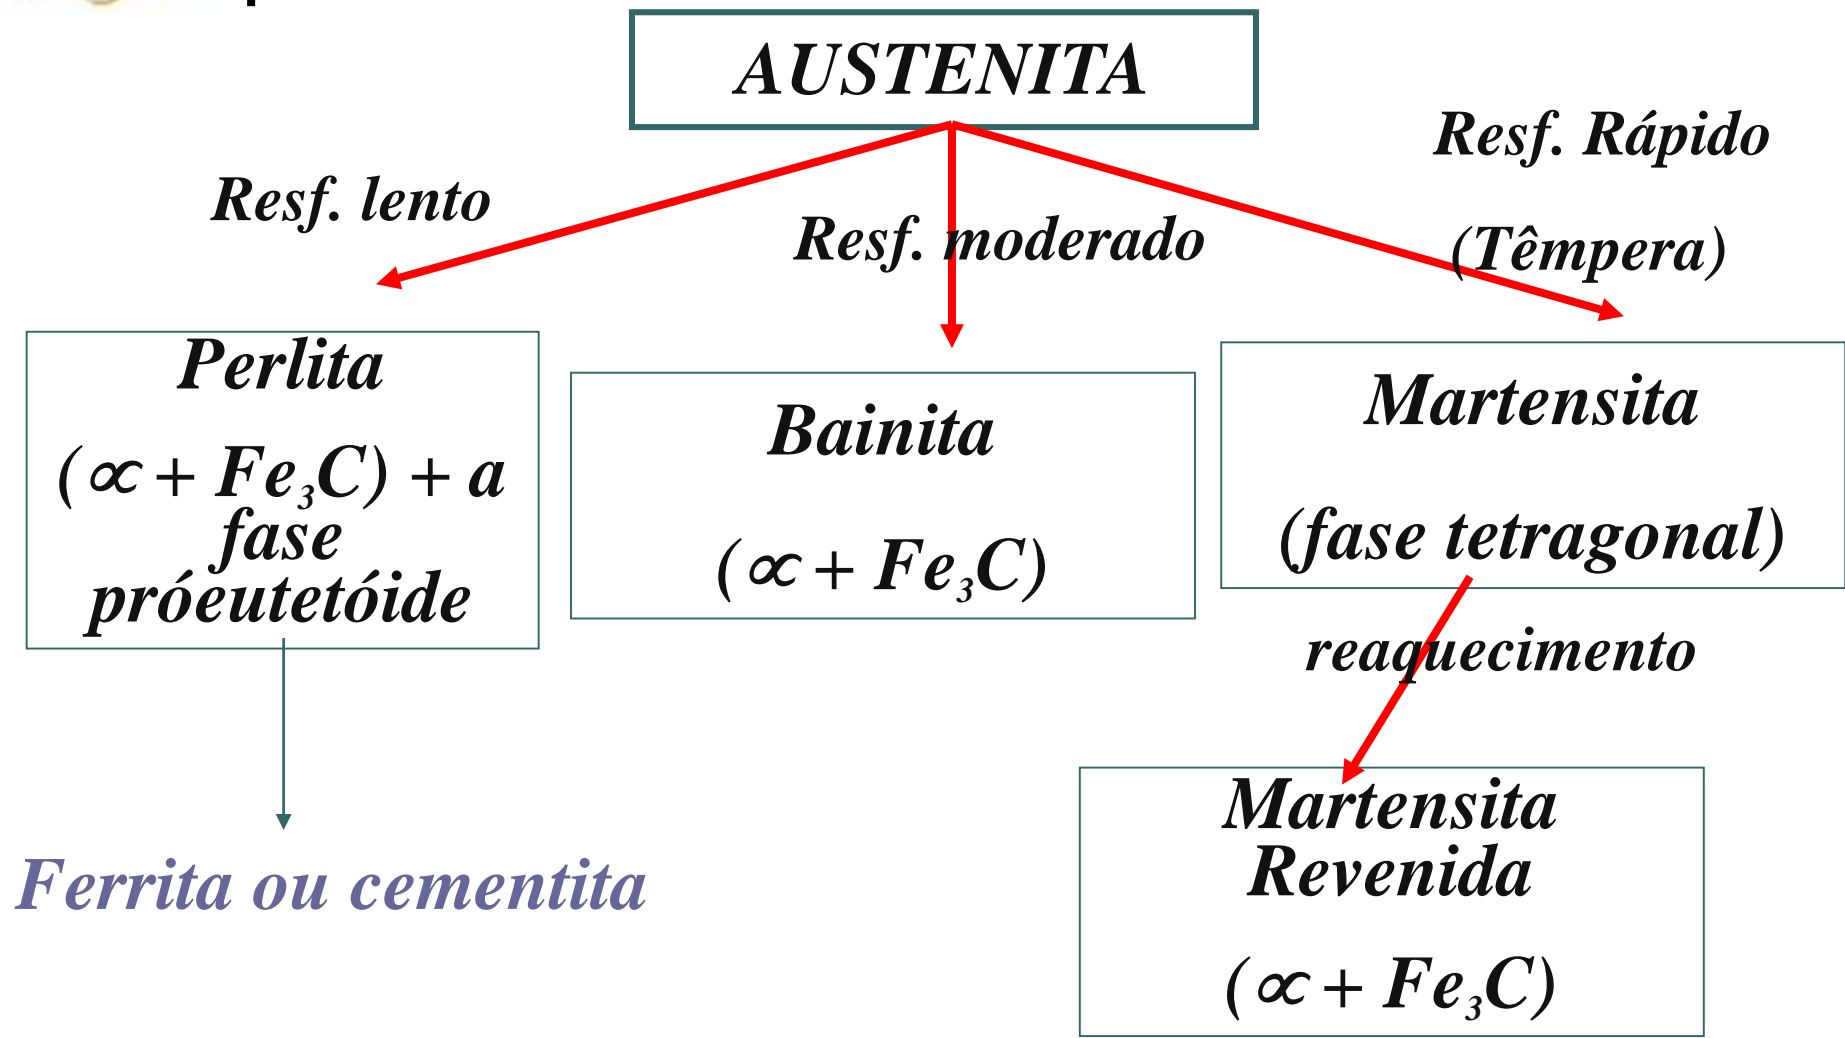 AUSTENITA
Resf. lento
Resf. moderado
Resf. Rápido
(Têmpera)
Perlita
(∝ + Fe₃C) + a
fase
próeutetóide
Bainita
(∝ + Fe₃C)
Martensita
(fase tetragonal)
reaquecimento
Ferrita ou cementita
Martensita
Revenida
(∝ + Fe₃C)